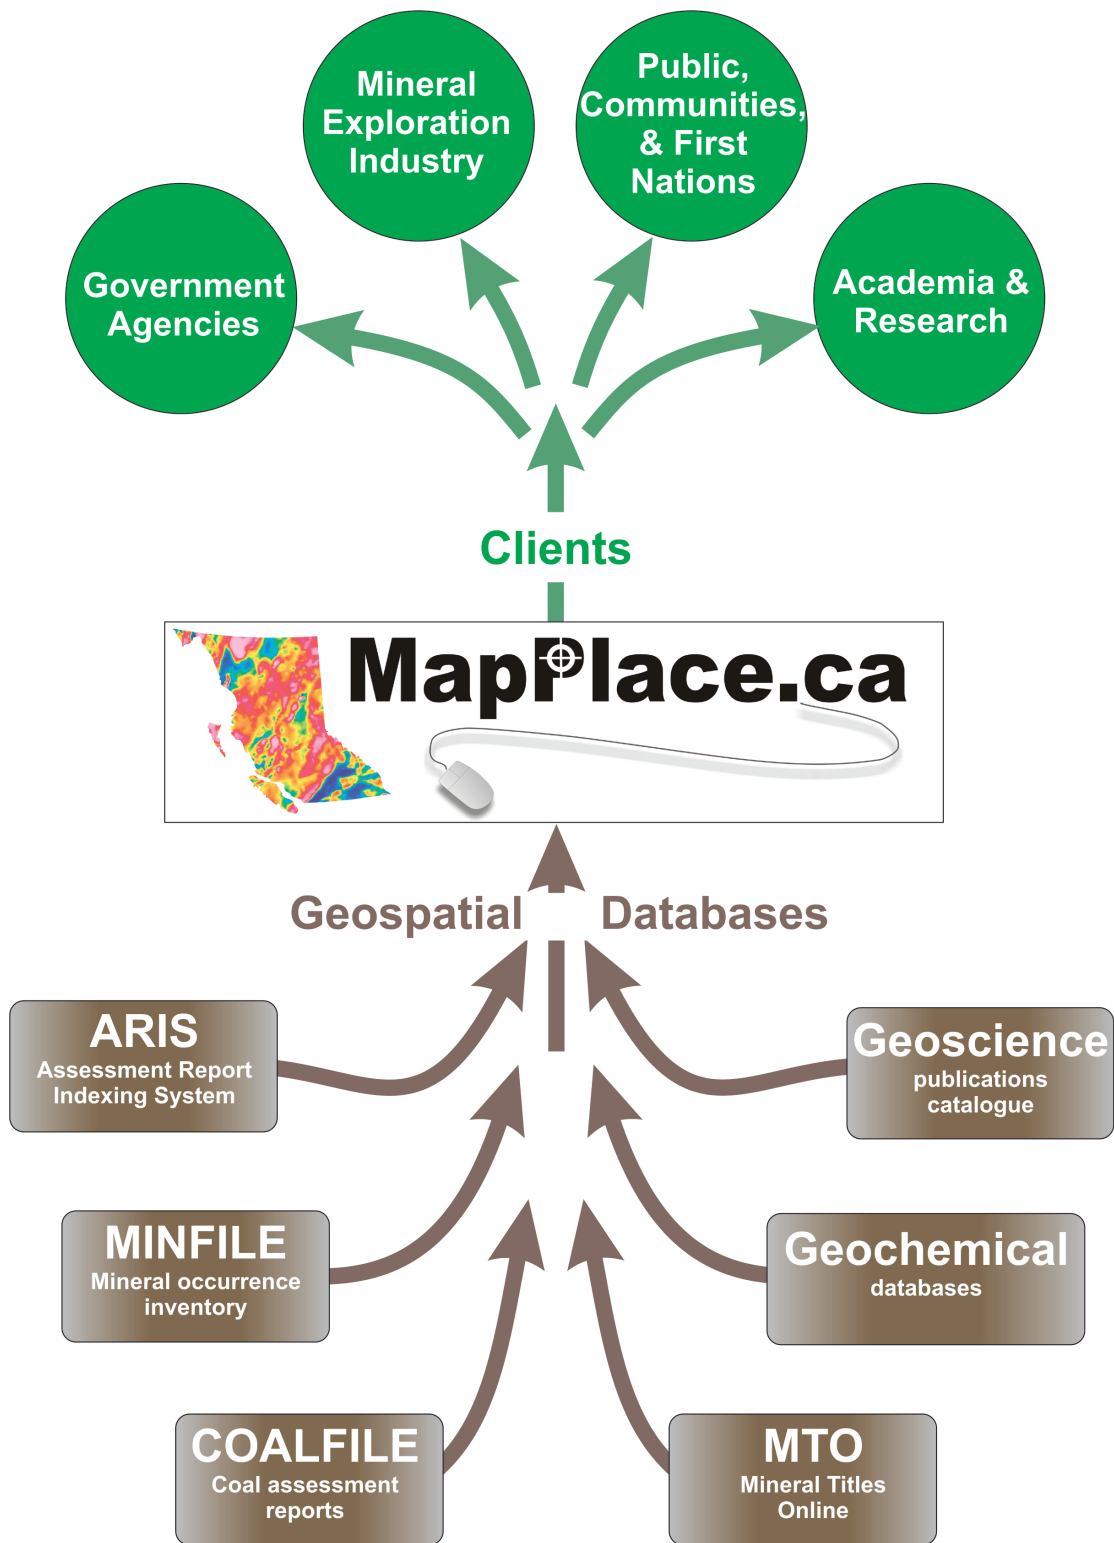 Mineral
Exploration
Industry
Public,
Communities,
& First
Nations
Government
Agencies
Academia &
Research
Clients
MapPlace.ca
Geospatial Databases
ARIS
Assessment Report
Indexing System
Geoscience
publications
catalogue
MINFILE
Mineral occurrence
inventory
Geochemical
databases
COALFILE
Coal assessment
reports
MTO
Mineral Titles
Online